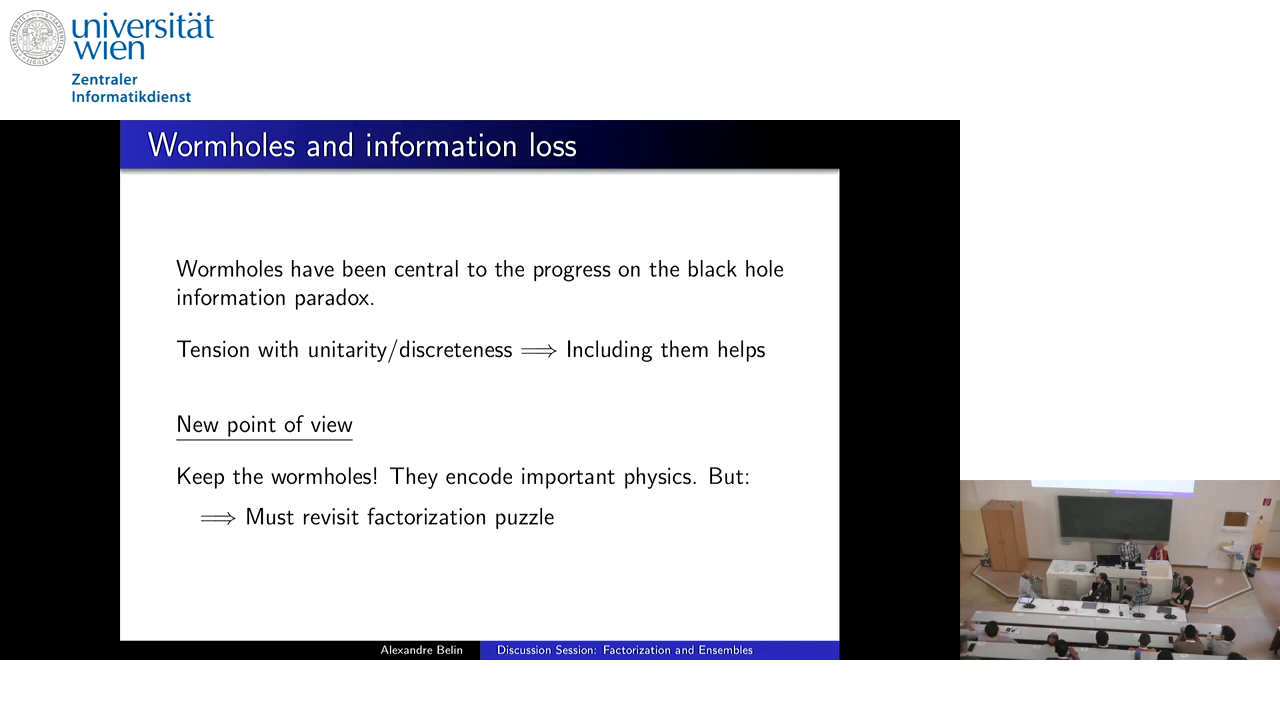 universität
wien
Zentraler
Informatikdienst
Wormholes and information loss
Wormholes have been central to the progress on the black hole
information paradox.
Tension with unitarity/discreteness ⟹ Including them helps
New point of view
Keep the wormholes! They encode important physics. But:
⟹ Must revisit factorization puzzle
Alexandre Belin
Discussion Session: Factorization and Ensembles